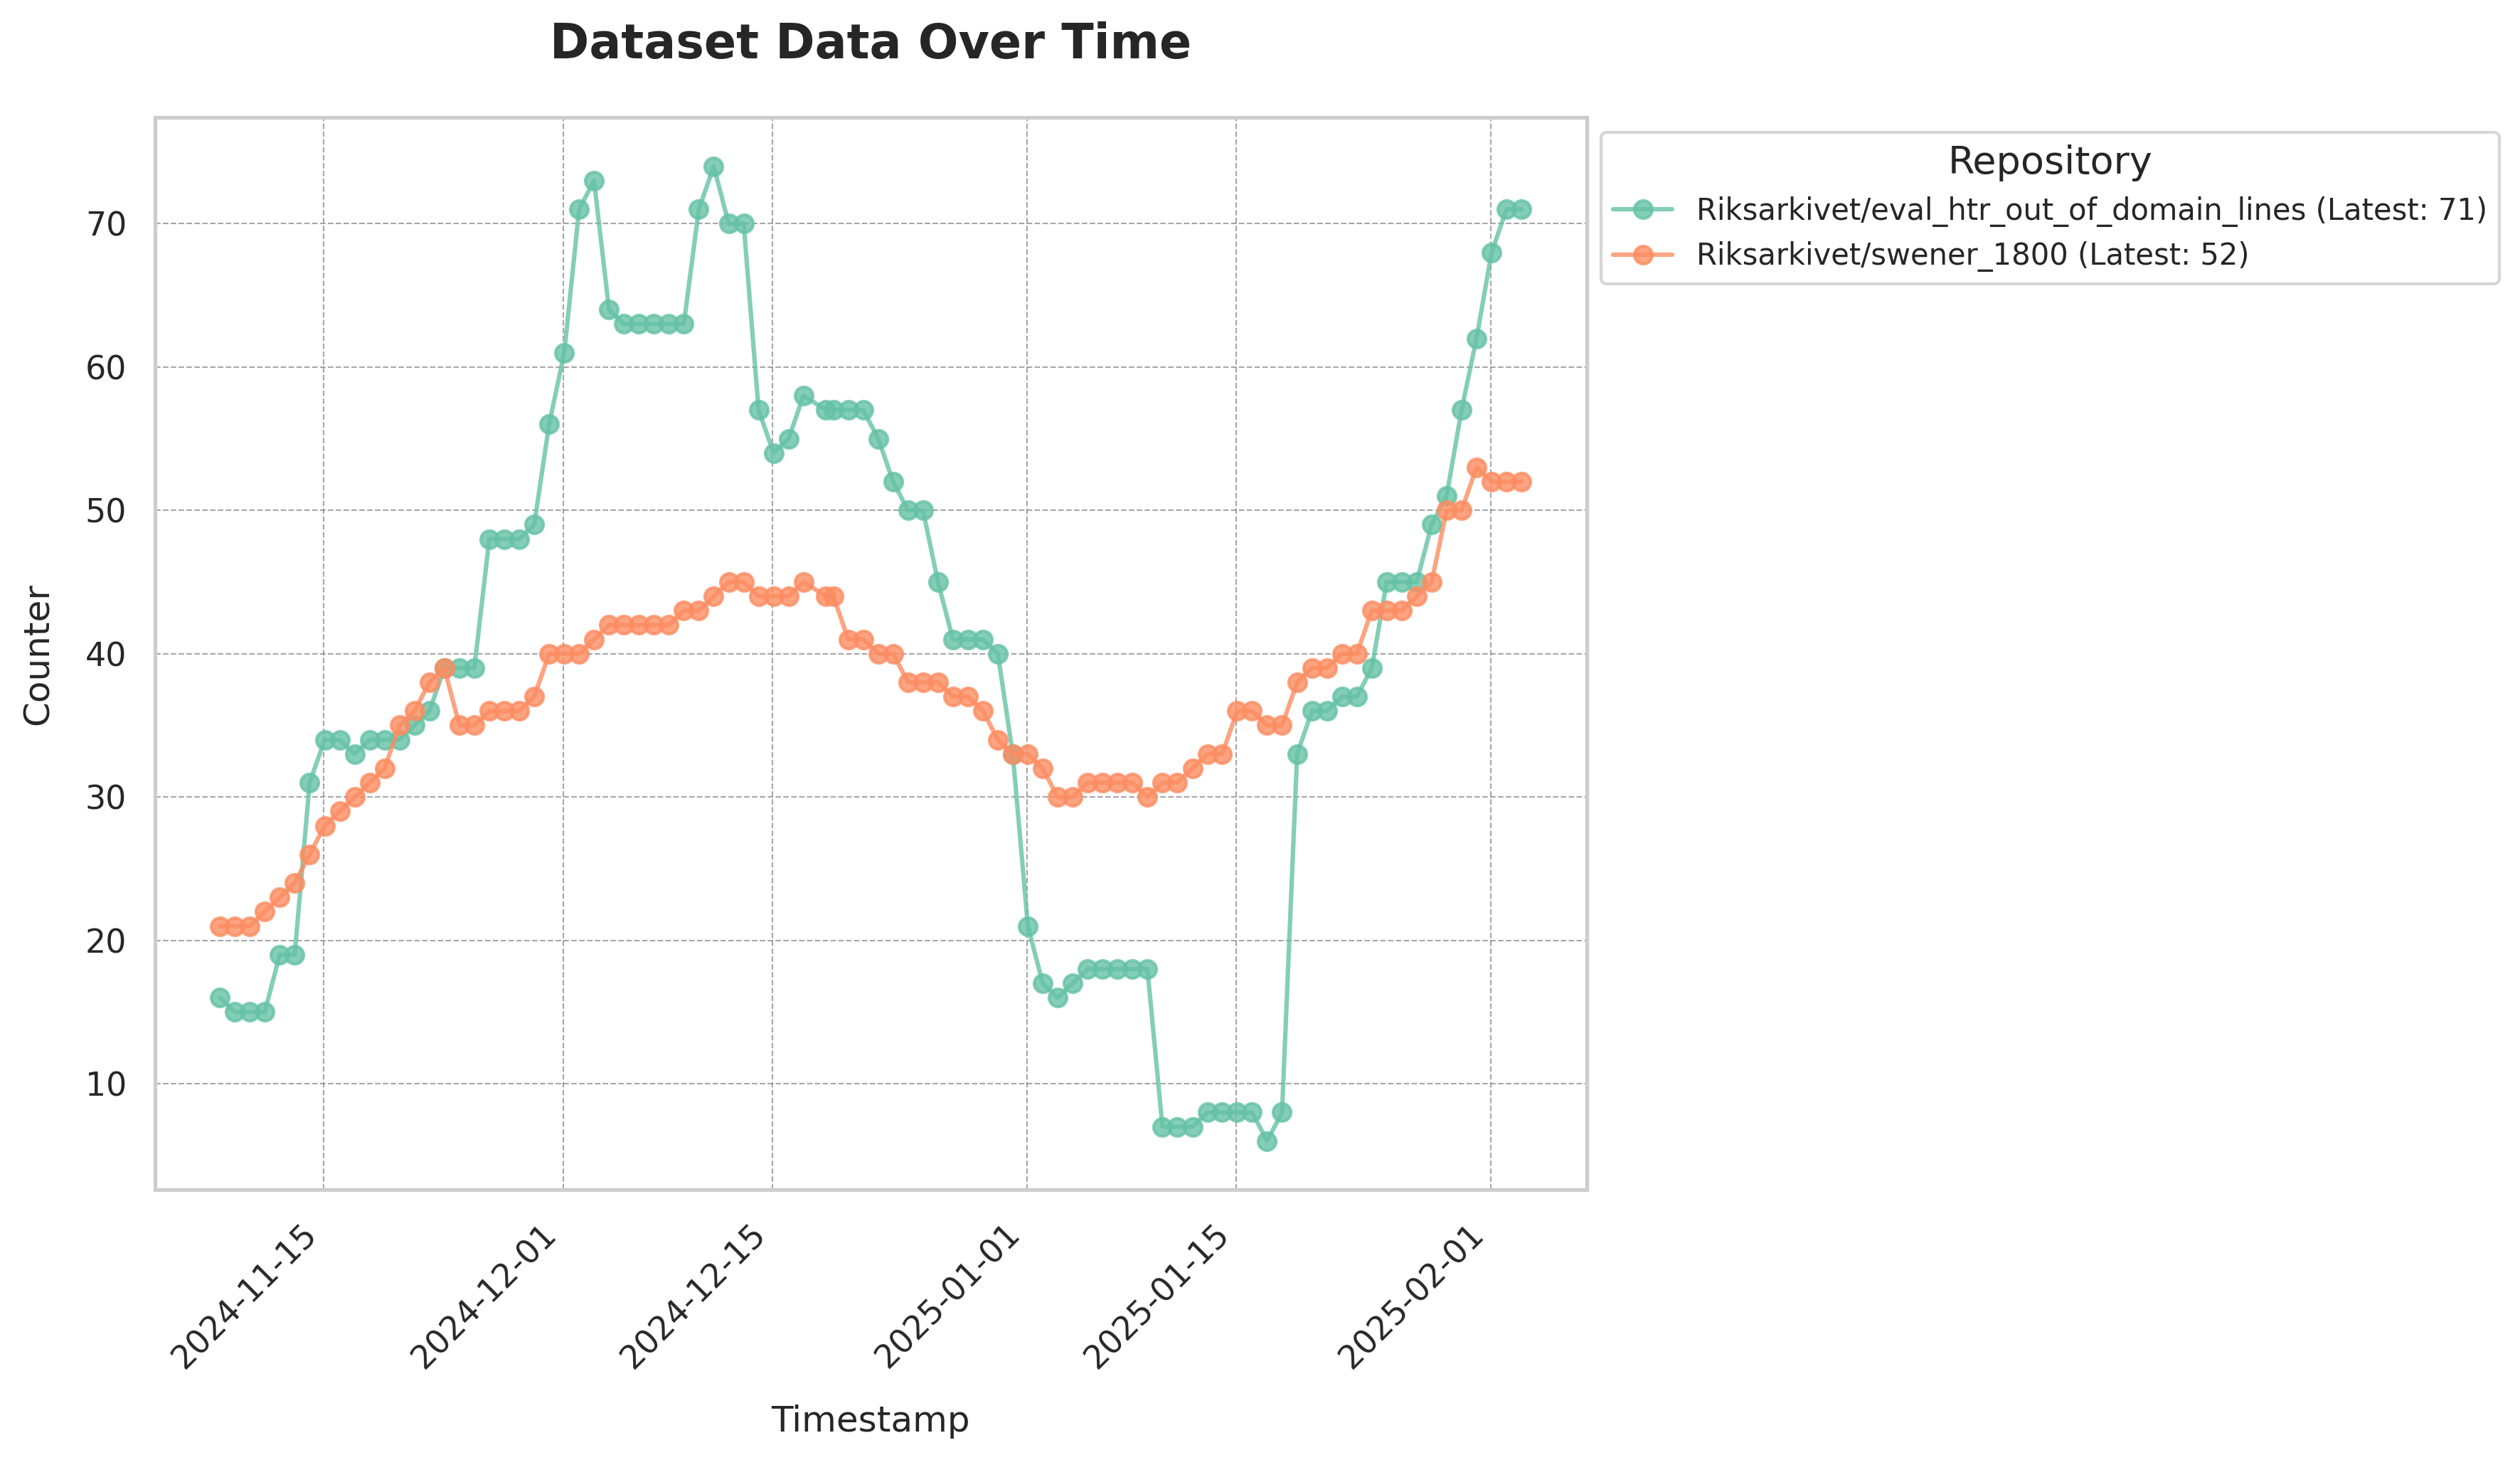 Dataset Data Over Time
Repository
Riksarkivet/eval_htr_out_of_domain_lines (Latest: 71)
Riksarkivet/swener_1800 (Latest: 52)
Counter
70
60
50
40
30
20
10
2024-11-15
2024-12-01
2024-12-15
2025-01-01
2025-01-15
2025-02-01
Timestamp